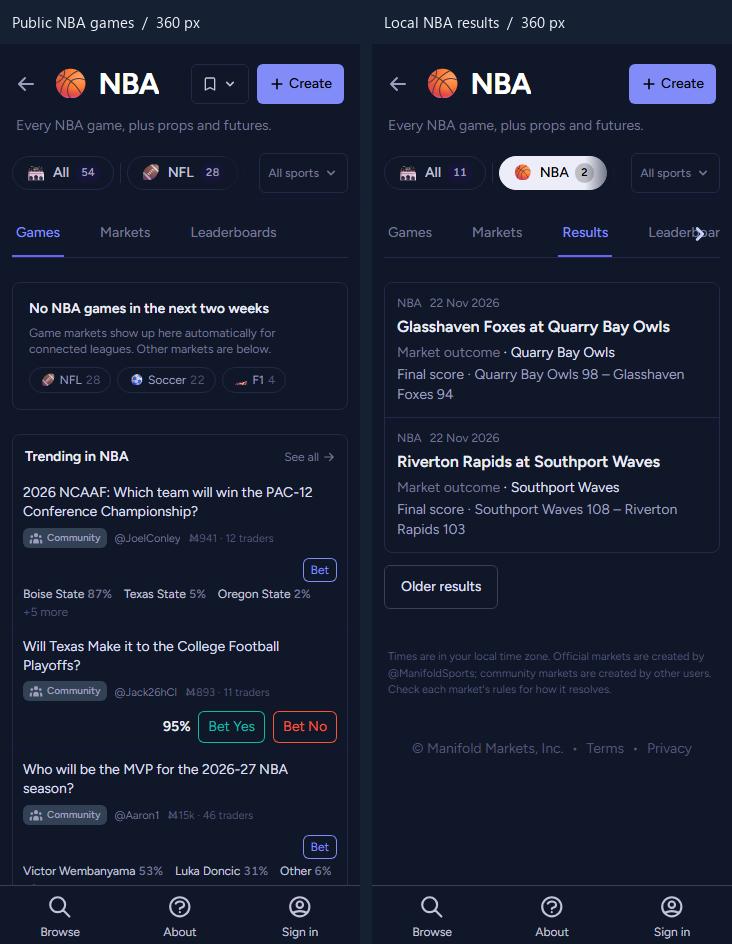 Public NBA games / 360 px
NBA
+ Create
Every NBA game, plus props and futures.
All 54
NFL 28
All sports
Games
Markets
Leaderboards
No NBA games in the next two weeks
Game markets show up here automatically for
connected leagues. Other markets are below.
NFL 28
Soccer 22
F1 4
Trending in NBA
See all →
2026 NCAAF: Which team will win the PAC-12
Conference Championship?
Community @JoelConley M941 · 12 traders
Bet
Boise State 87% Texas State 5% Oregon State 2%
+5 more
Will Texas Make it to the College Football
Playoffs?
Community @Jack26hCl M893 · 11 traders
95% Bet Yes Bet No
Who will be the MVP for the 2026-27 NBA
season?
Community @Aaron1 M15k · 46 traders
Bet
Victor Wembanyama 53% Luka Doncic 31% Other 6%
Browse
About
Sign in
Local NBA results / 360 px
NBA
+ Create
Every NBA game, plus props and futures.
All 11
NBA 2
All sports
Games
Markets
Results
Leaderboar
NBA 22 Nov 2026
Glasshaven Foxes at Quarry Bay Owls
Market outcome · Quarry Bay Owls
Final score · Quarry Bay Owls 98 – Glasshaven
Foxes 94
NBA 22 Nov 2026
Riverton Rapids at Southport Waves
Market outcome · Southport Waves
Final score · Southport Waves 108 – Riverton
Rapids 103
Older results
Times are in your local time zone. Official markets are created by
@ManifoldSports; community markets are created by other users.
Check each market's rules for how it resolves.
© Manifold Markets, Inc. • Terms • Privacy
Browse
About
Sign in